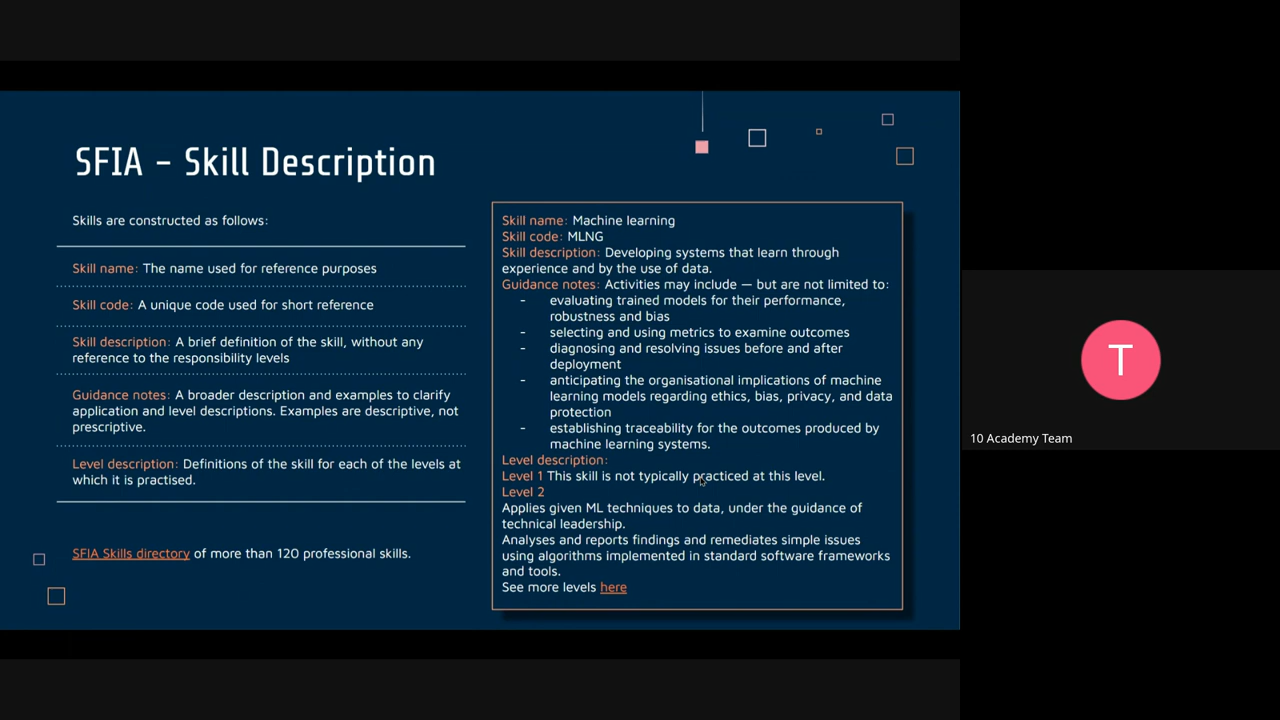 SFIA - Skill Description
Skills are constructed as follows:
Skill name: The name used for reference purposes
Skill code: A unique code used for short reference
Skill description: A brief definition of the skill, without any
reference to the responsibility levels
Guidance notes: A broader description and examples to clarify
application and level descriptions. Examples are descriptive, not
prescriptive.
Level description: Definitions of the skill for each of the levels at
which it is practised.
SFIA Skills directory of more than 120 professional skills.
Skill name: Machine learning
Skill code: MLNG
Skill description: Developing systems that learn through
experience and by the use of data.
Guidance notes: Activities may include — but are not limited to:
- evaluating trained models for their performance,
robustness and bias
- selecting and using metrics to examine outcomes
- diagnosing and resolving issues before and after
deployment
- anticipating the organisational implications of machine
learning models regarding ethics, bias, privacy, and data
protection
- establishing traceability for the outcomes produced by
machine learning systems.
Level description:
Level 1 This skill is not typically practiced at this level.
Level 2
Applies given ML techniques to data, under the guidance of
technical leadership.
Analyses and reports findings and remediates simple issues
using algorithms implemented in standard software frameworks
and tools.
See more levels here
T
10 Academy Team